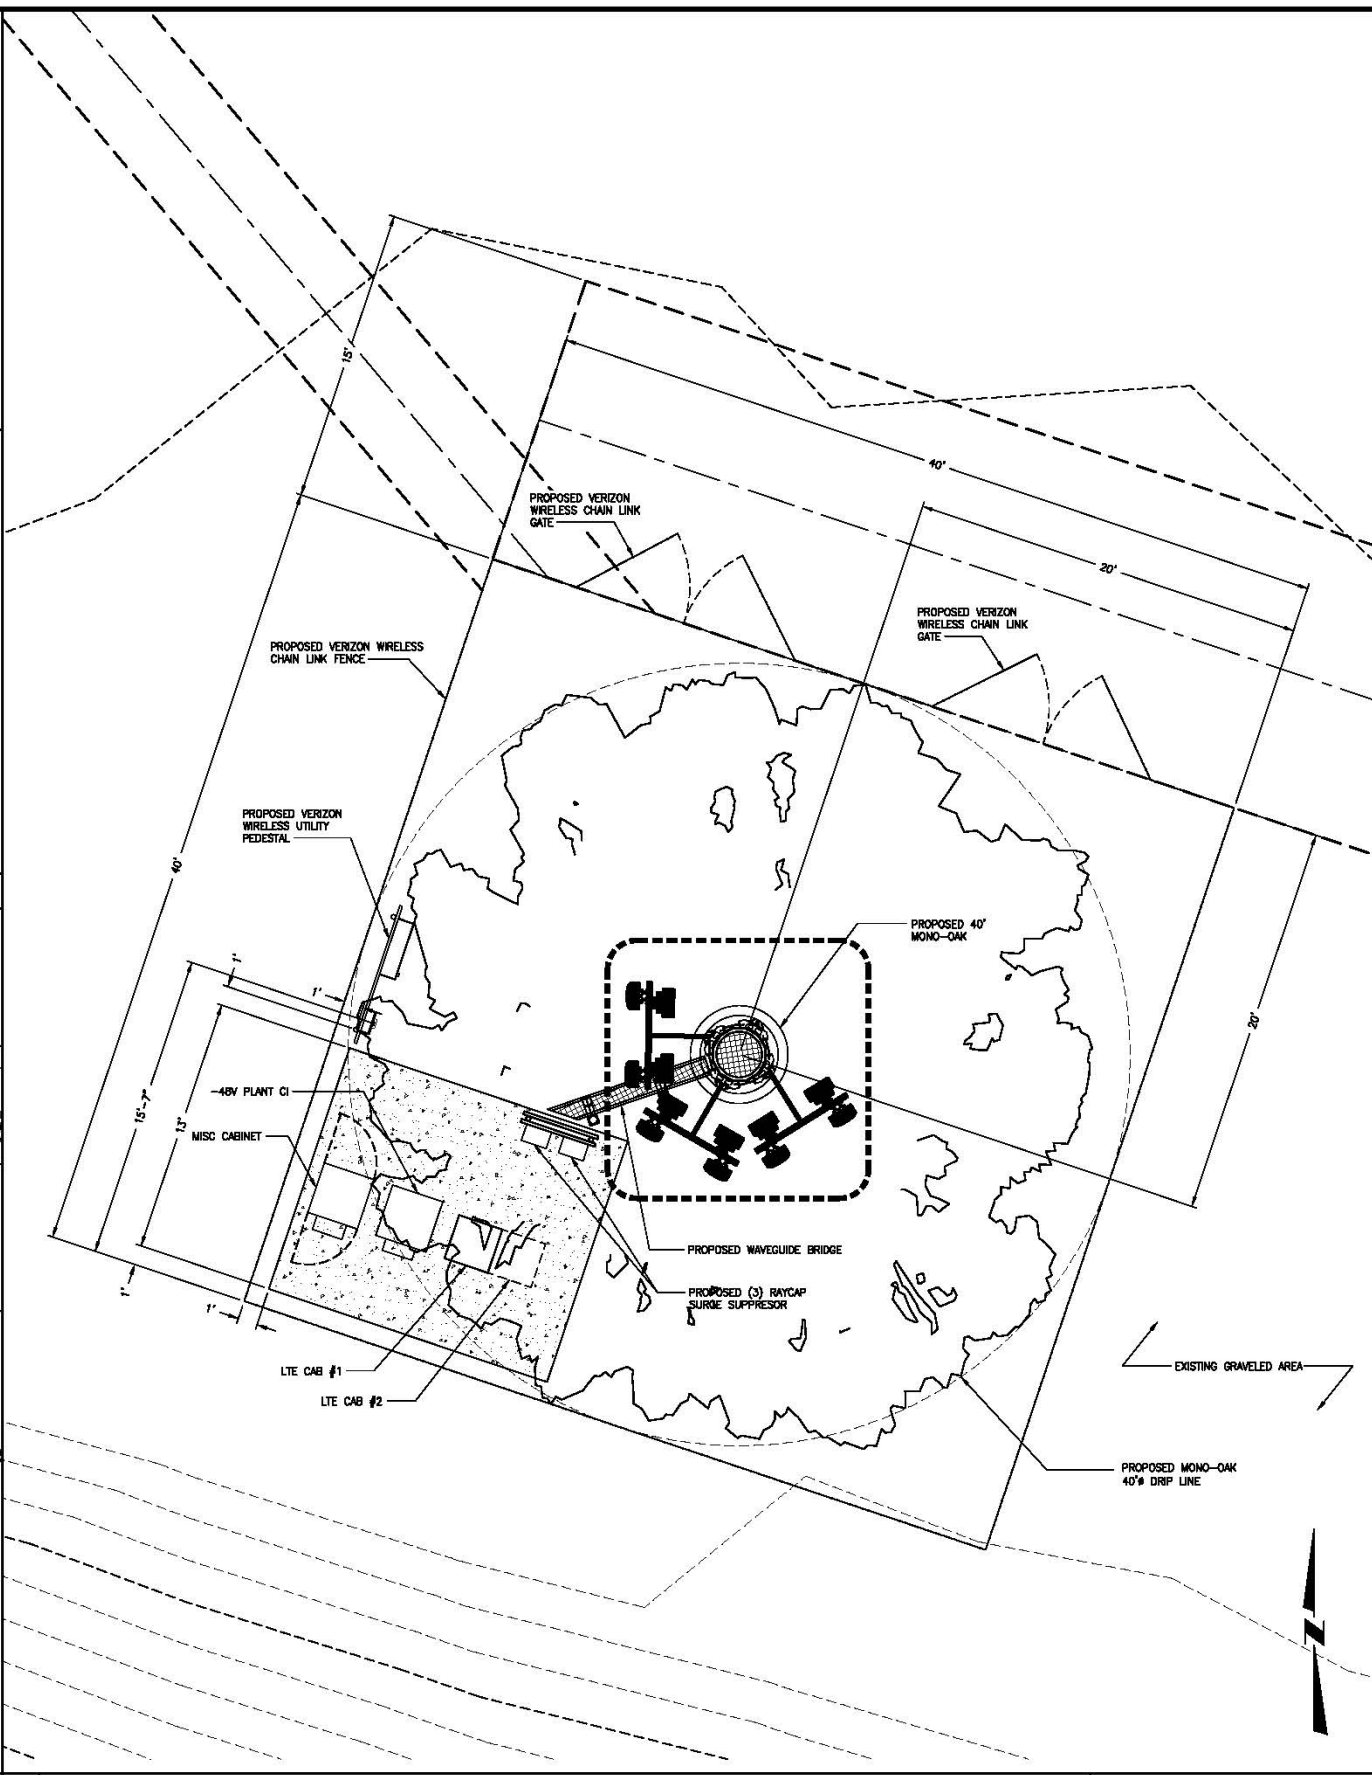 15'
40'
PROPOSED VERIZON
WIRELESS CHAIN LINK
GATE
20'
PROPOSED VERIZON
WIRELESS CHAIN LINK
GATE
PROPOSED VERIZON WIRELESS
CHAIN LINK FENCE
PROPOSED VERIZON
WIRELESS UTILITY
PEDESTAL
40'
PROPOSED 40'
MONO-OAK
1'
1'
20'
-48V PLANT CI
15'-7"
13'
MISC CABINET
PROPOSED WAVEGUIDE BRIDGE
PROPOSED (3) RAYCAP
SURGE SUPPRESOR
1'
1'
EXISTING GRAVELED AREA
LTE CAB #1
LTE CAB #2
PROPOSED MONO-OAK
40'ø DRIP LINE
N